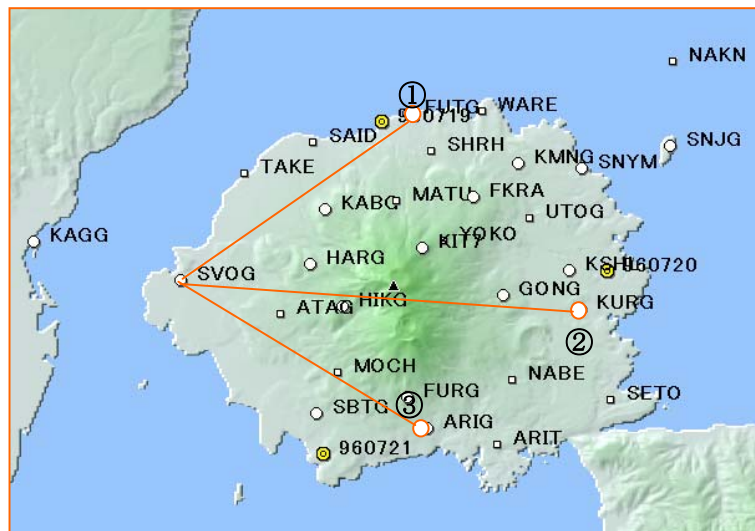 NAKN
①
FUTG
WARE
960719
SAID
SHRH
KMNG
SNJG
SNYM
TAKE
MATU
FKRA
KABG
UTOG
KAGG
YOKO
KIT7
HARG
SVOG
KSHI
960720
GONG
HIKG
KURG
ATAG
②
MOCH
NABE
FURG
SETO
③
SBTG
ARIG
ARIT
960721